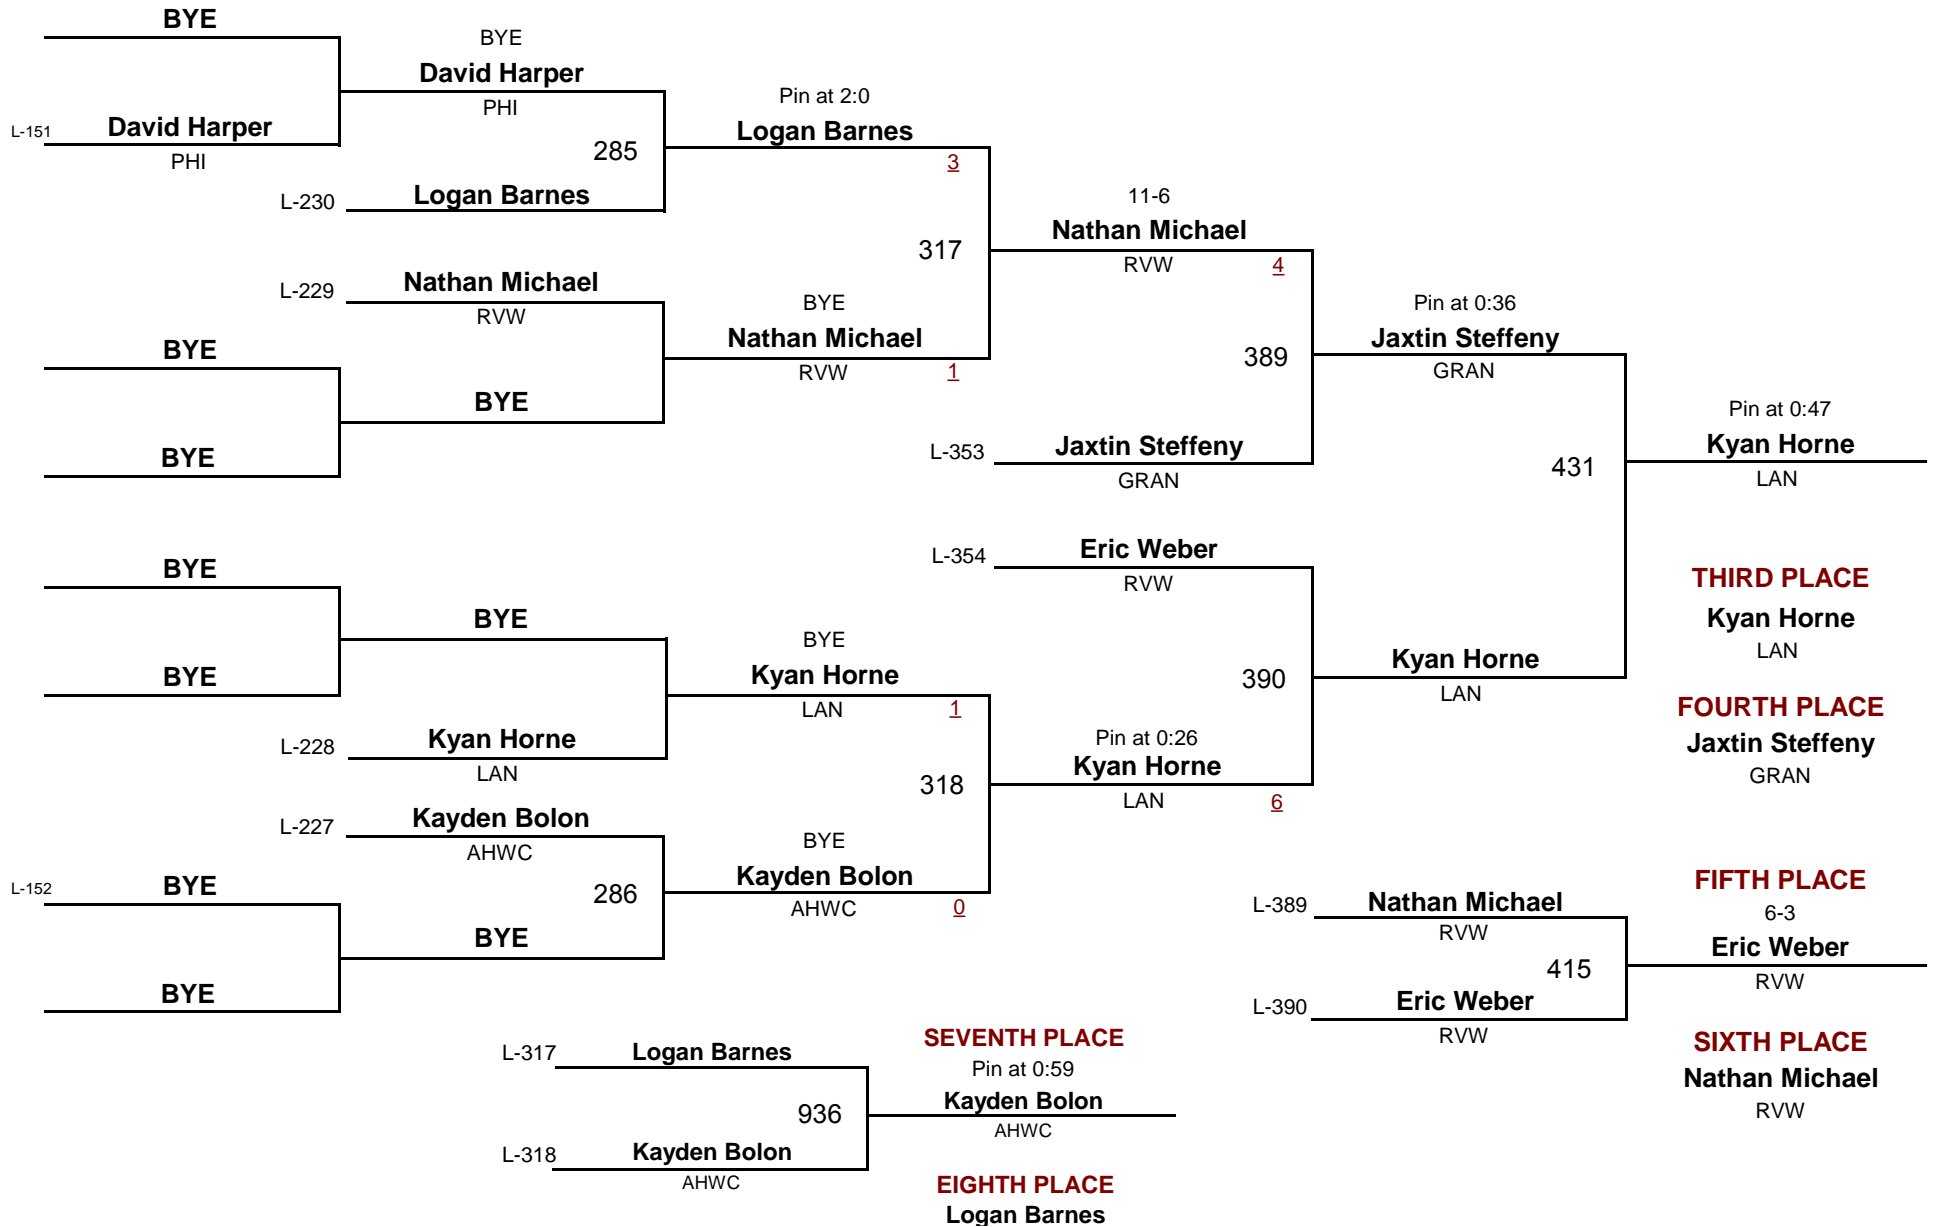 BYE
L-151 David Harper
PHI
BYE
David Harper
PHI
285
L-230 Logan Barnes
Pin at 2:0
Logan Barnes
3
L-229 Nathan Michael
RVW
BYE
BYE
BYE
317
BYE
Nathan Michael
RVW
1
11-6
Nathan Michael
RVW
4
389
L-353 Jaxtin Steffeny
GRAN
Pin at 0:36
Jaxtin Steffeny
GRAN
431
Pin at 0:47
Kyan Horne
LAN
BYE
BYE
BYE
L-228 Kyan Horne
LAN
BYE
Kyan Horne
LAN
1
L-227 Kayden Bolon
AHWC
L-152 BYE
286
BYE
BYE
318
BYE
Kayden Bolon
AHWC
0
L-354 Eric Weber
RVW
390
Pin at 0:26
Kyan Horne
LAN
6
Kyan Horne
LAN
THIRD PLACE
Kyan Horne
LAN
FOURTH PLACE
Jaxtin Steffeny
GRAN
L-389 Nathan Michael
RVW
415
L-390 Eric Weber
RVW
FIFTH PLACE
6-3
Eric Weber
RVW
SIXTH PLACE
Nathan Michael
RVW
L-317 Logan Barnes
936
L-318 Kayden Bolon
AHWC
SEVENTH PLACE
Pin at 0:59
Kayden Bolon
AHWC
EIGHTH PLACE
Logan Barnes